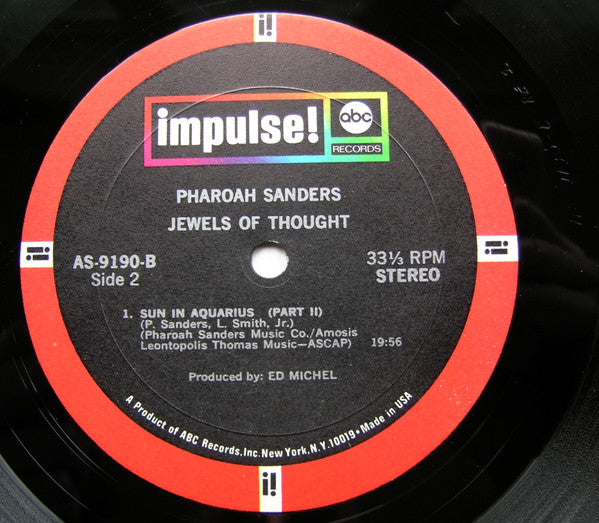 impulse!
abc
RECORDS
PHAROAH SANDERS
JEWELS OF THOUGHT
AS-9190-B
Side 2
33⅓ RPM
STEREO
1. SUN IN AQUARIUS (PART II)
(P. Sanders, L. Smith, Jr.)
(Pharoah Sanders Music Co./Amosis
Leontopolis Thomas Music—ASCAP) 19:56
Produced by: ED MICHEL
A Product of ABC Records, Inc. New York, N.Y. 10019 • Made in USA